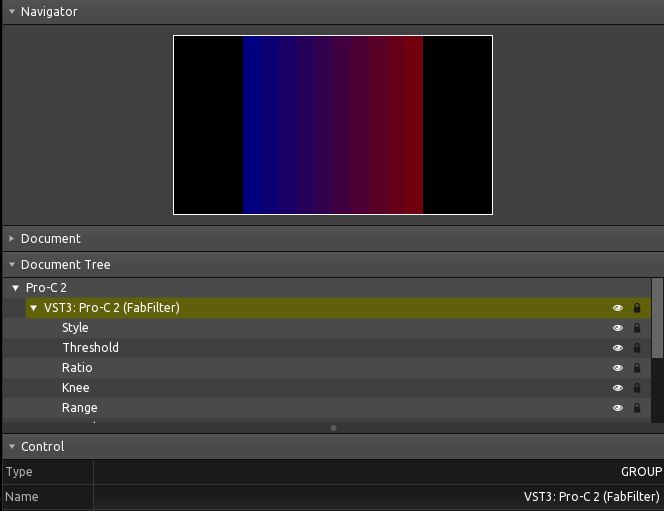 Navigator
Document
Document Tree
Pro-C 2
VST3: Pro-C 2 (FabFilter)
Style
Threshold
Ratio
Knee
Range
Control
Type GROUP
Name VST3: Pro-C 2 (FabFilter)